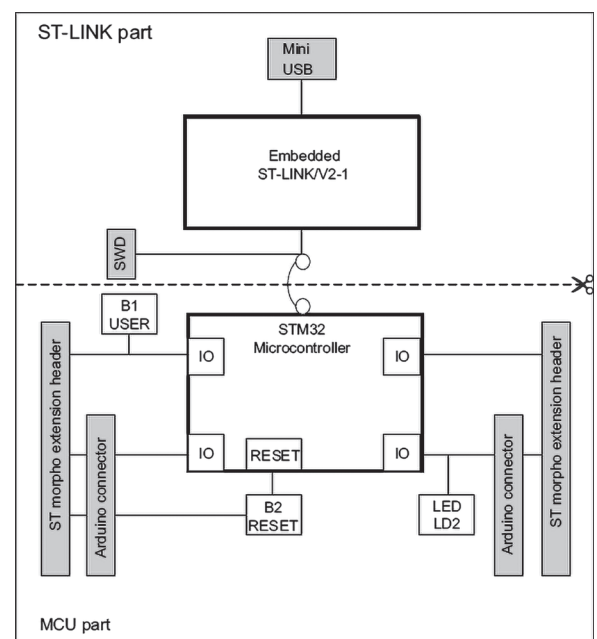 ST-LINK part
Mini
USB
Embedded
ST-LINK/V2-1
SWD
B1
USER
STM32
Microcontroller
IO
IO
ST morpho extension header
ST morpho extension header
Arduino connector
Arduino connector
IO
RESET
IO
B2
RESET
LED
LD2
MCU part